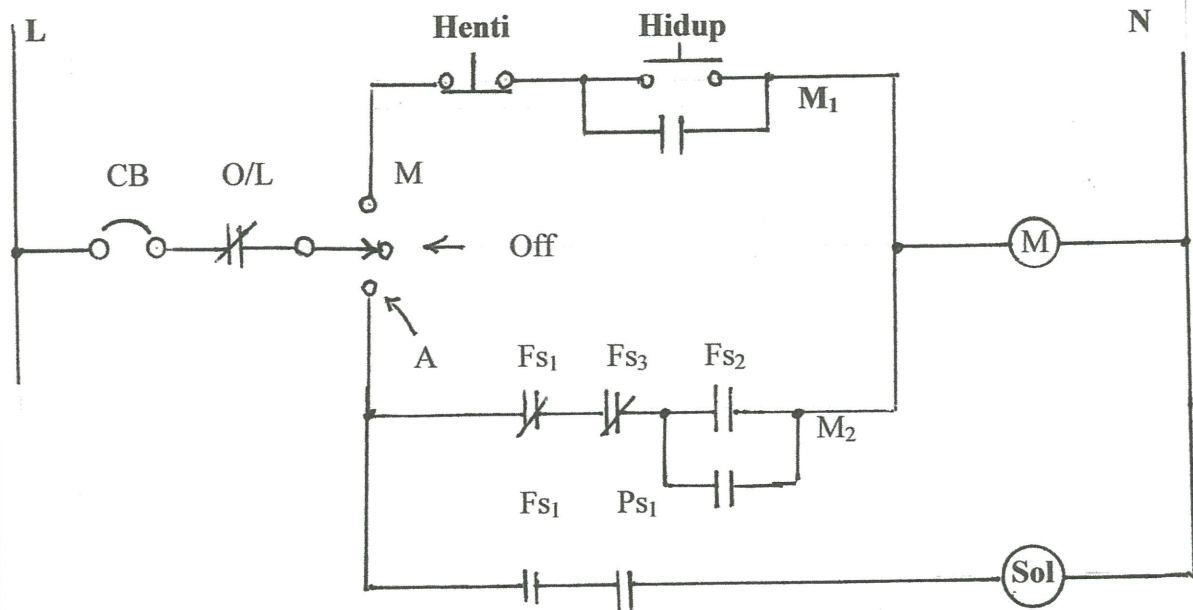 L
Henti
Hidup
N
M₁
CB
O/L
M
Off
M
A
Fs₁
Fs₃
Fs₂
M₂
Fs₁
Ps₁
Sol